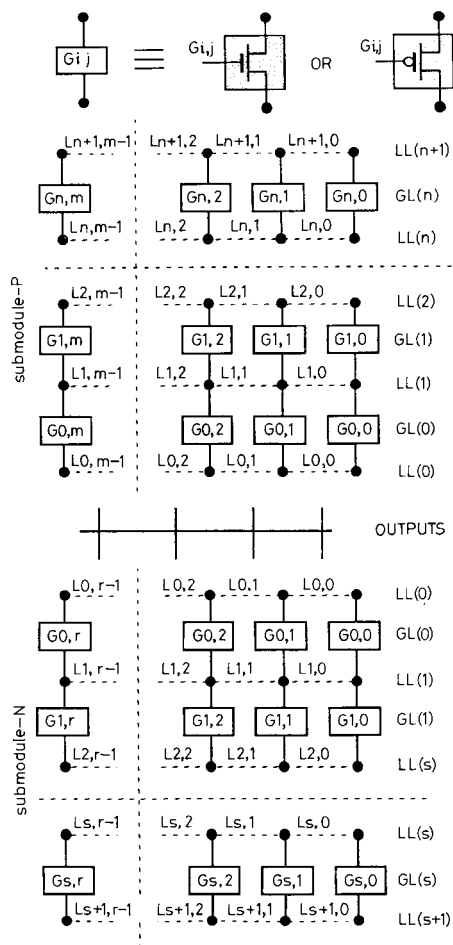 Gij
Gi,j
OR
Gi,j
Ln+1,m-1 Ln+1,2 Ln+1,1 Ln+1,0 LL(n+1)
Gn,m Gn,2 Gn,1 Gn,0 GL(n)
Ln,m-1 Ln,2 Ln,1 Ln,0 LL(n)
submodule-P
L2,m-1 L2,2 L2,1 L2,0 LL(2)
G1,m G1,2 G1,1 G1,0 GL(1)
L1,m-1 L1,2 L1,1 L1,0 LL(1)
G0,m G0,2 G0,1 G0,0 GL(0)
L0,m-1 L0,2 L0,1 L0,0 LL(0)
OUTPUTS
L0,r-1 L0,2 L0,1 L0,0 LL(0)
G0,r G0,2 G0,1 G0,0 GL(0)
L1,r-1 L1,2 L1,1 L1,0 LL(1)
G1,r G1,2 G1,1 G1,0 GL(1)
L2,r-1 L2,2 L2,1 L2,0 LL(s)
submodule-N
Ls,r-1 Ls,2 Ls,1 Ls,0 LL(s)
Gs,r Gs,2 Gs,1 Gs,0 GL(s)
Ls+1,r-1 Ls+1,2 Ls+1,1 Ls+1,0 LL(s+1)